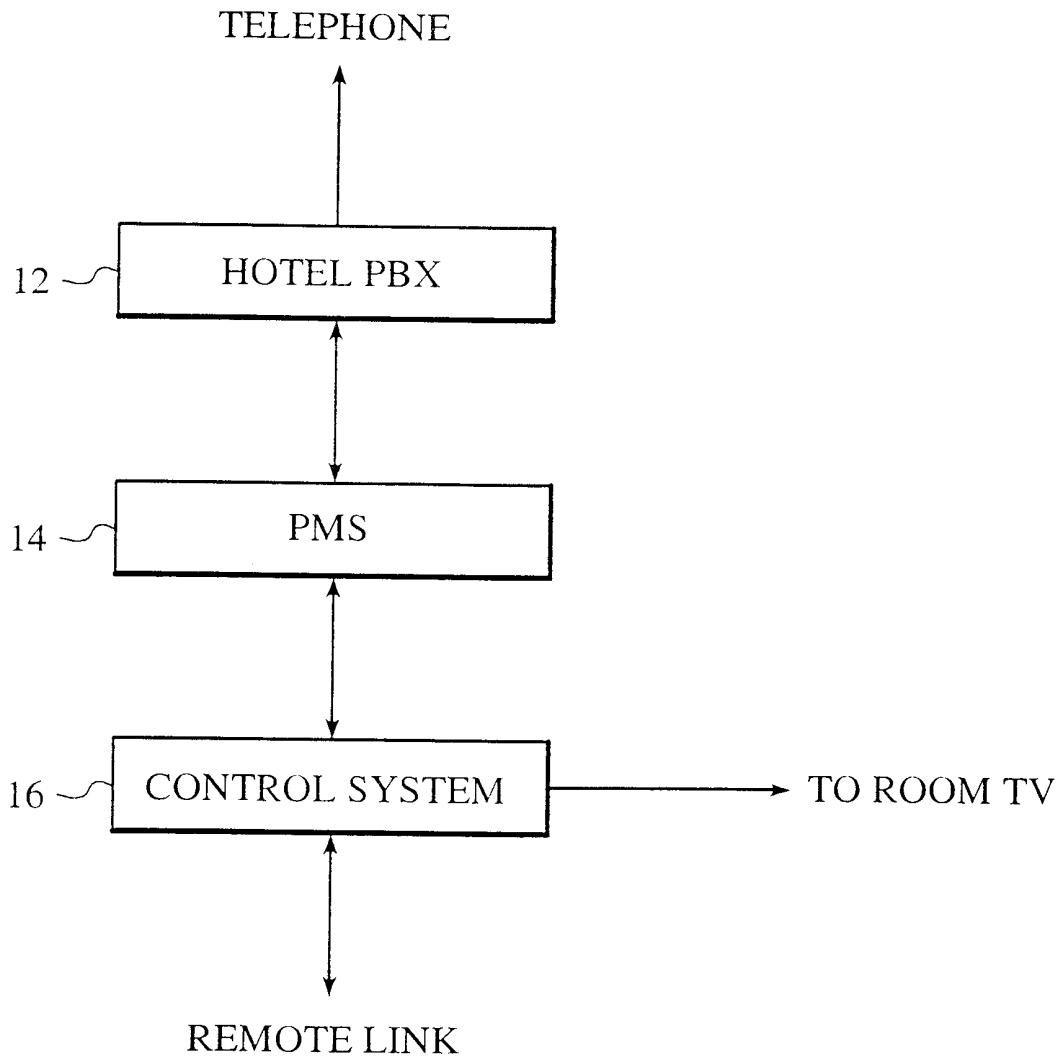 TELEPHONE
12
HOTEL PBX
14
PMS
16
CONTROL SYSTEM
TO ROOM TV
REMOTE LINK